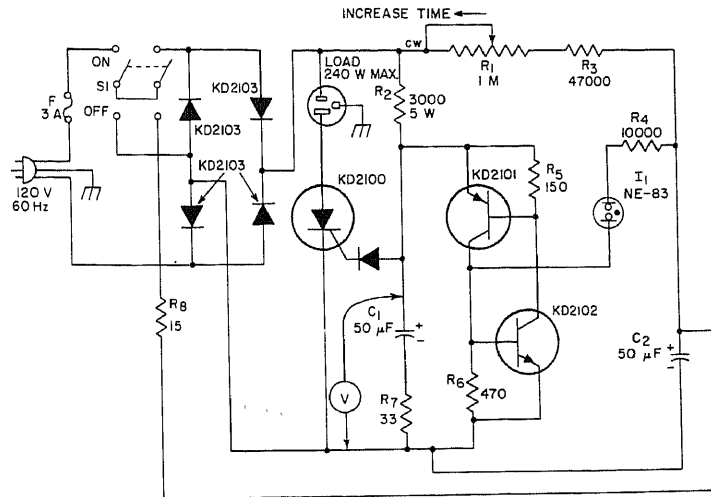 INCREASE TIME
ON
S1
OFF
F
3 A
120 V
60 Hz
KD2103
KD2103
KD2103
LOAD
240 W MAX.
CW
R1
1 M
R3
47000
R2
3000
5 W
R4
10000
KD2100
KD2101
R5
150
I1
NE-83
R8
15
C1
50 µF
+
-
KD2102
C2
50 µF
+
-
V
R7
33
R6
470